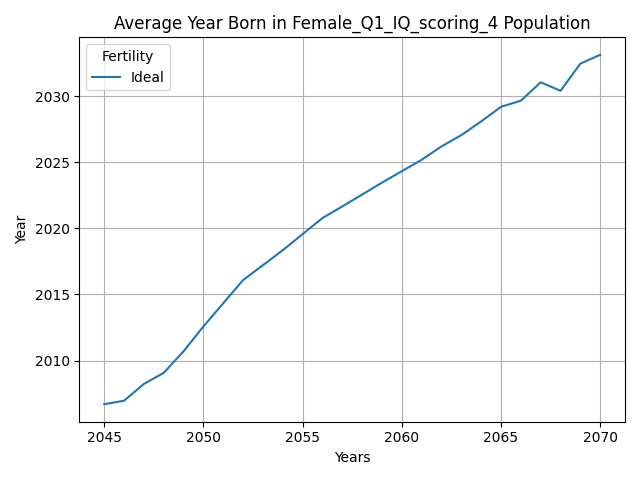 Average Year Born in Female_Q1_IQ_scoring_4 Population
Fertility
Ideal
Year
2030
2025
2020
2015
2010
2045 2050 2055 2060 2065 2070
Years